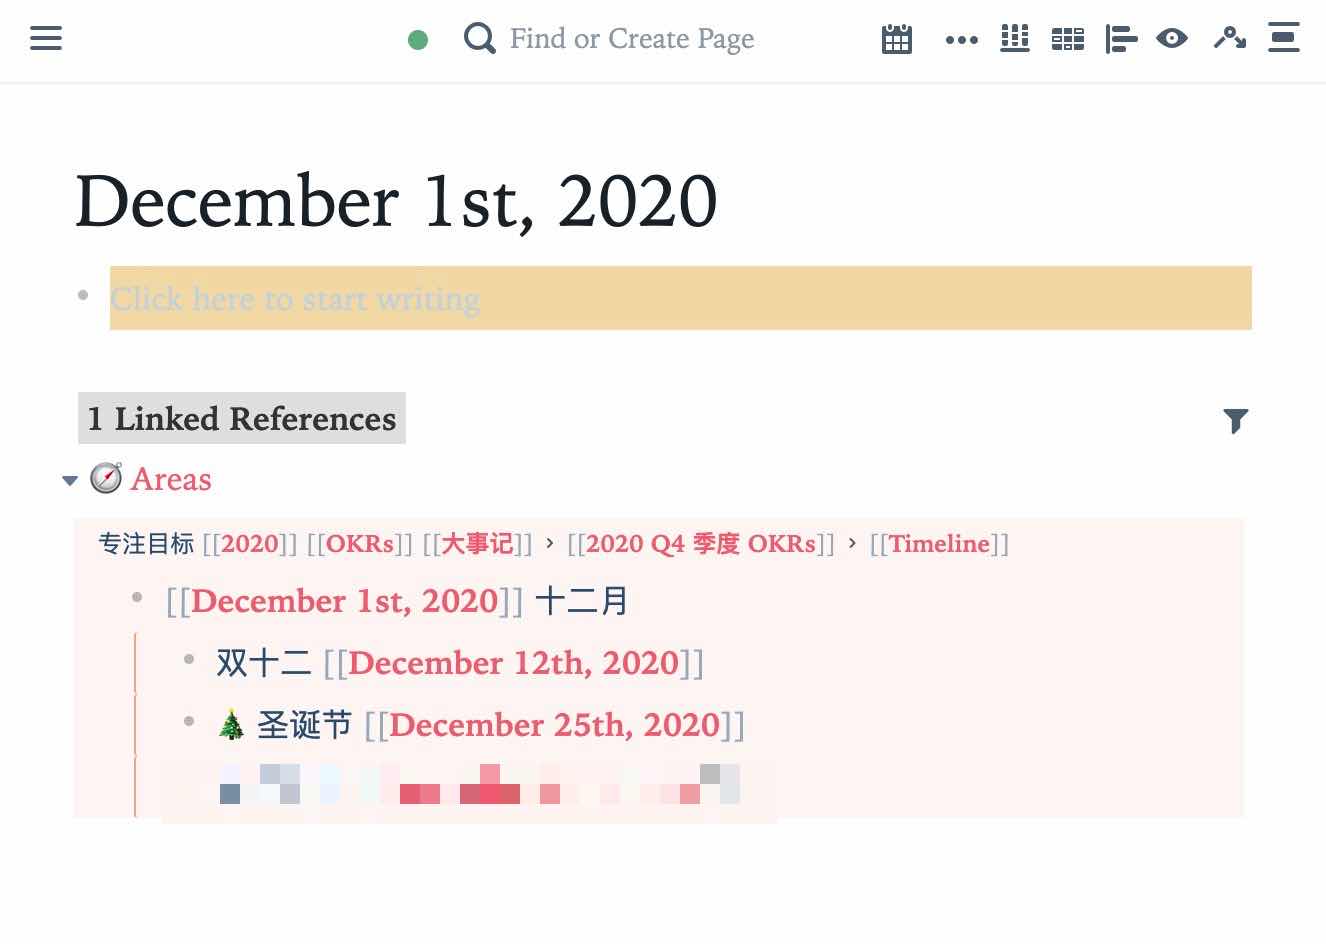 Find or Create Page
December 1st, 2020
Click here to start writing
1 Linked References
Areas
专注目标 [[2020]] [[OKRs]] [[大事记]] › [[2020 Q4 季度 OKRs]] › [[Timeline]]
[[December 1st, 2020]] 十二月
双十二 [[December 12th, 2020]]
🎄 圣诞节 [[December 25th, 2020]]